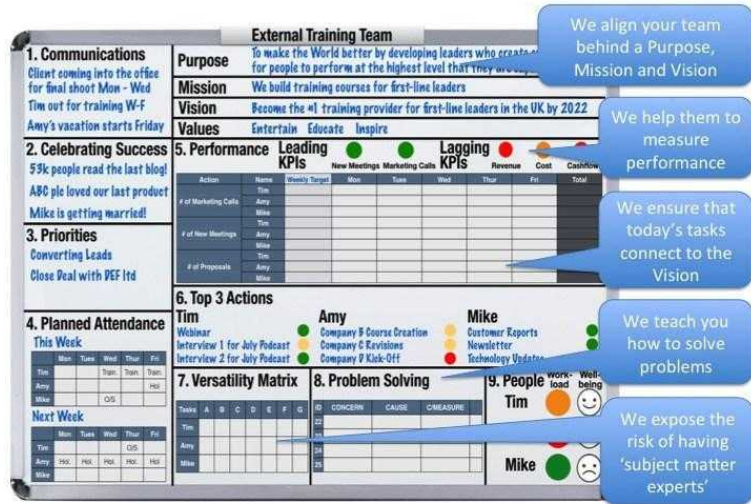 External Training Team
1. Communications
Client coming into the office
for final shoot Mon - Wed
Tim out for training W-F
Amy's vacation starts Friday
2. Celebrating Success
53k people read the last blog!
ABC plc loved our last product
Mike is getting married!
3. Priorities
Converting Leads
Close Deal with DEF ltd
4. Planned Attendance
This Week
Mon Tues Wed Thur Fri
Tim Train. Train. Train.
Amy Hol
Mike O/S
Next Week
Mon Tues Wed Thur Fri
Tim O/S
Amy Hol. Hol. Hol. Hol. Hol.
Mike
Purpose
To make the World better by developing leaders who create
for people to perform at the highest level that they are
Mission We build training courses for first-line leaders
Vision Become the #1 training provider for first-line leaders in the UK by 2022
Values Entertain Educate Inspire
5. Performance
Leading KPIs
New Meetings Marketing Calls
Lagging KPIs
Revenue Cost Cashflow
Action Name Weekly Target Mon Tues Wed Thur Fri Total
# of Marketing Calls
Tim
Amy
Mike
# of New Meetings
Tim
Amy
Mike
# of Proposals
Tim
Amy
Mike
6. Top 3 Actions
Tim
Webinar
Interview 1 for July Podcast
Interview 2 for July Podcast
Amy
Company B Course Creation
Company C Revisions
Company D Kick-Off
Mike
Customer Reports
Newsletter
Technology Updates
7. Versatility Matrix
Tasks A B C D E F G
Tim
Amy
Mike
8. Problem Solving
ID CONCERN CAUSE C/MEASURE
22
24
25
9. People
Work-load
Well-being
Tim
Mike
We align your team
behind a Purpose,
Mission and Vision
We help them to
measure
performance
We ensure that
today's tasks
connect to the
Vision
We teach you
how to solve
problems
We expose the
risk of having
'subject matter
experts'